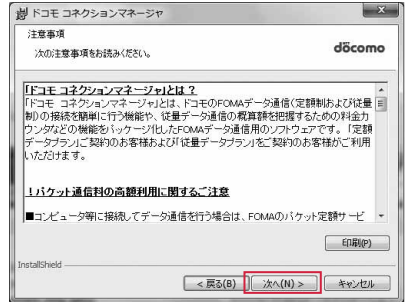 ドコモ コネクションマネージャ
注意事項
次の注意事項をお読みください。
döcomo
「ドコモ コネクションマネージャ」とは?
「ドコモ コネクションマネージャ」とは、ドコモのFOMAデータ通信(定額制および従量
制)の接続を簡単に行う機能や、従量データ通信の概算額を把握するための料金カ
ウンタなどの機能をパッケージ化したFOMAデータ通信用のソフトウェアです。「定額
データプラン」ご契約のお客様および「従量データプラン」をご契約のお客様がご利用
いただけます。
!パケット通信料の高額利用に関するご注意
■コンピュータ等に接続してデータ通信を行う場合は、FOMAのパケット定額サービ
印刷(P)
InstallShield
< 戻る(B)
次へ(N) >
キャンセル